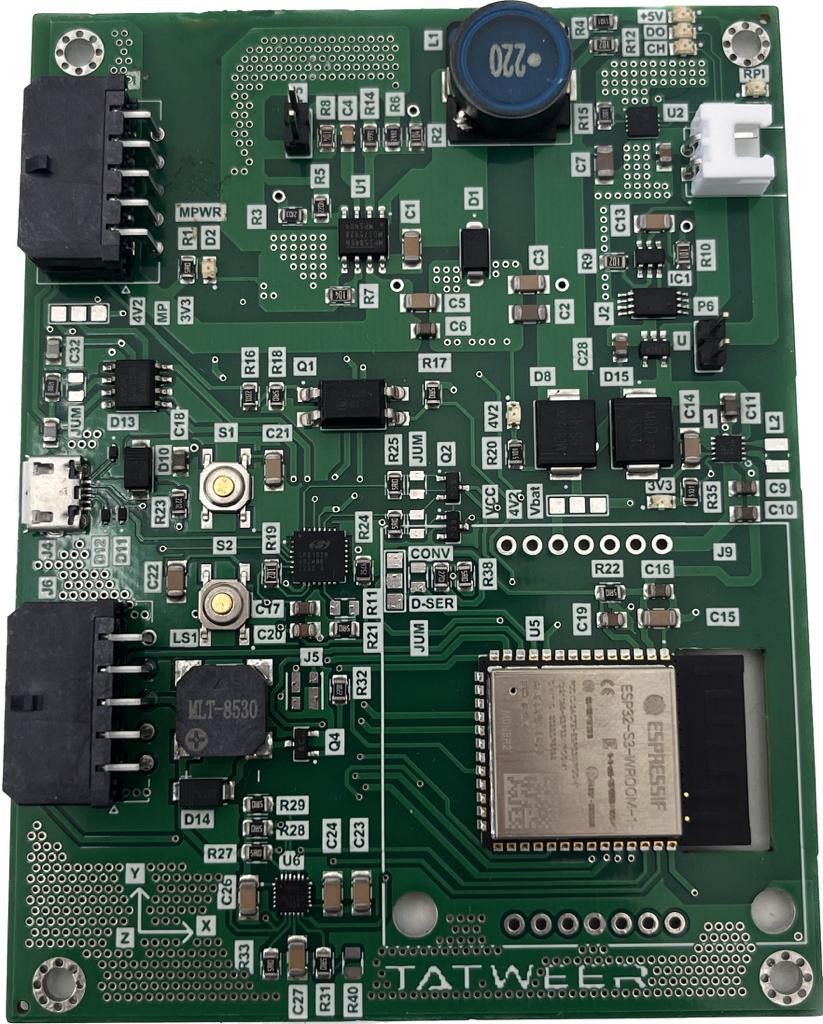 L1
220
R4
+5V
R12
DO
CH
RP1
R8
C4
R14
R6
R2
R15
U2
C7
MPWR
R3
R5
U1
C1
D1
C13
R1
D2
R9
R10
IC1
R7
C5
C3
C6
C2
J2
P6
4V2
MP
3V3
C32
R16
R18
Q1
R17
C28
U
D8
D15
JUM
D13
C18
S1
C21
4V2
C14
C11
L2
R25
JUM
Q2
R20
D10
R23
VCC
4V2
Vbat
3V3
R35
C9
C10
J4
D12
D11
S2
R19
R24
J9
J6
C22
CONV
R38
R22
C16
D-SER
R11
C19
C15
LS1
C20
R21
JUM
U5
J5
R32
MLT-8530
Q4
ESPRESSIF
ESP32-S3-WROOM-1
D14
R29
R28
R27
C24
C23
U6
C26
Y
X
Z
R33
C27
R31
R40
TATWEER